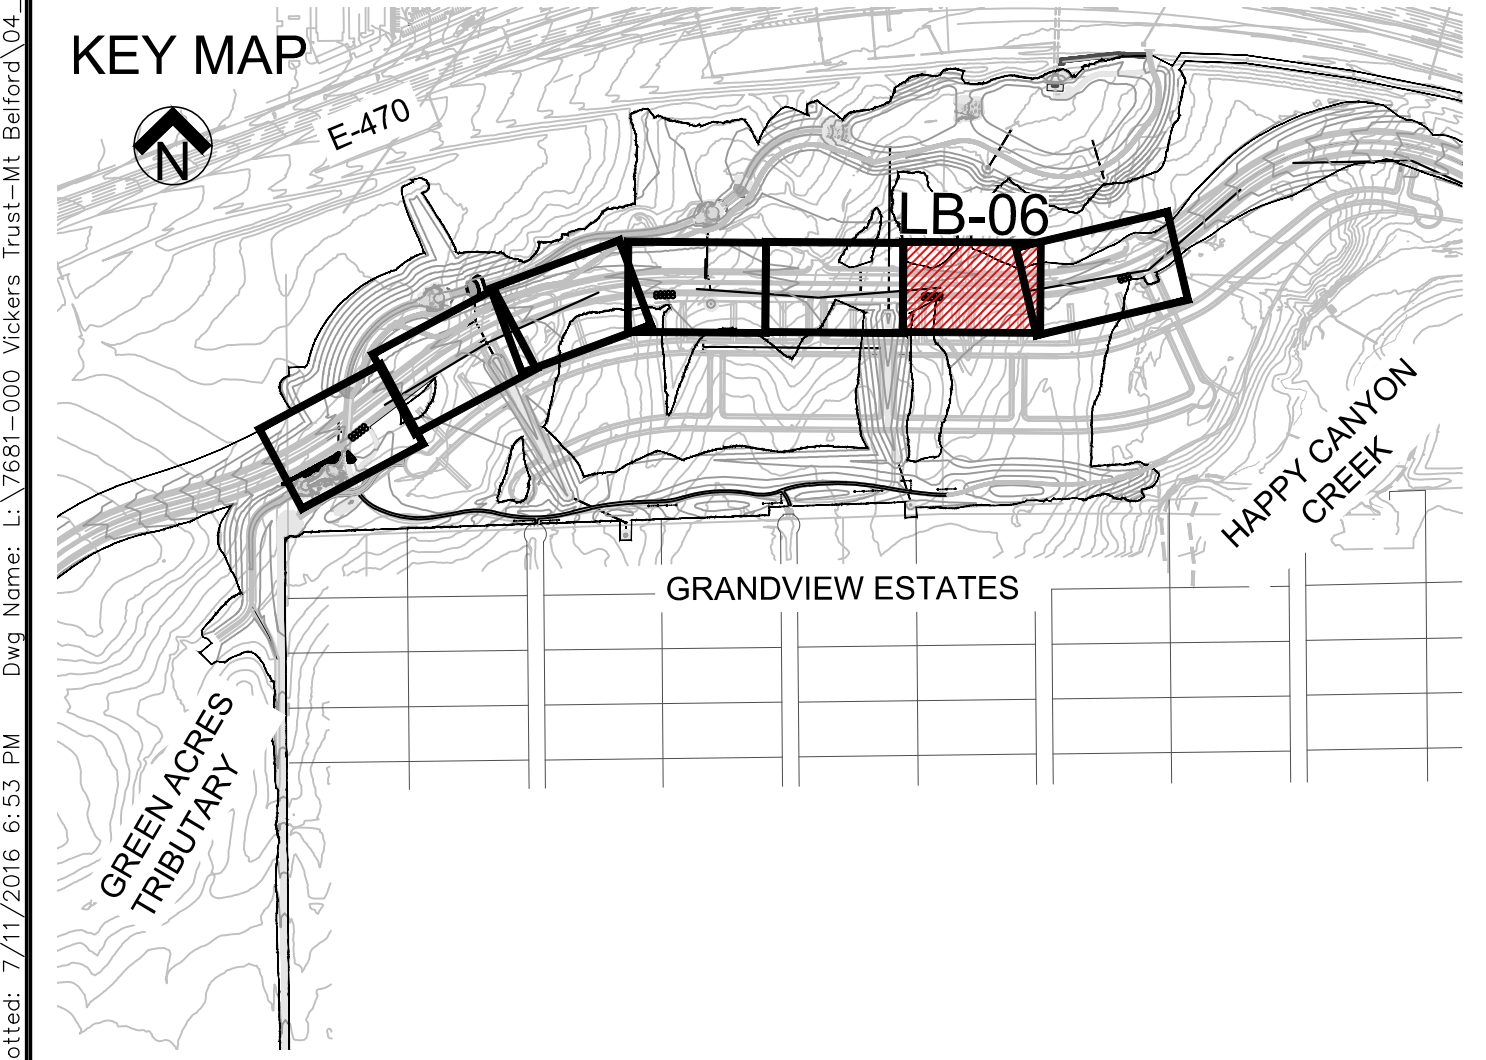 KEY MAP
N
E-470
LB-06
HAPPY CANYON
CREEK
GRANDVIEW ESTATES
GREEN ACRES
TRIBUTARY
otted: 7/11/2016 6:53 PM Dwg Name: L:\7681-000 Vickers Trust-Mt Belford\04_